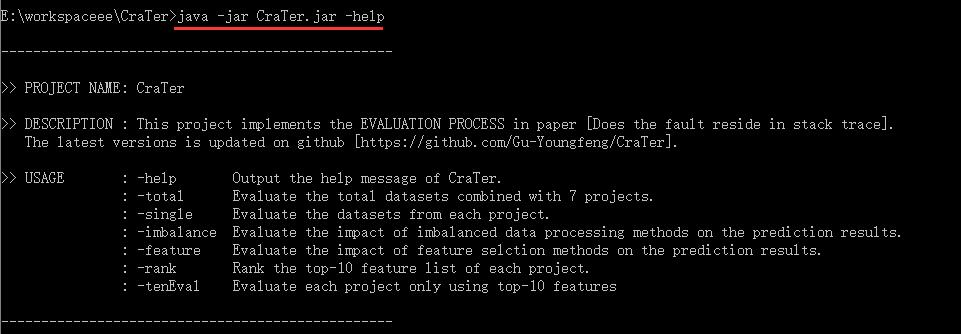 E:\workspaceee\CraTer>java -jar CraTer.jar -help
-------------------------------------------------
>> PROJECT NAME: CraTer
>> DESCRIPTION : This project implements the EVALUATION PROCESS in paper [Does the fault reside in stack trace].
The latest versions is updated on github [https://github.com/Gu-Youngfeng/CraTer].
>> USAGE : -help Output the help message of CraTer.
: -total Evaluate the total datasets combined with 7 projects.
: -single Evaluate the datasets from each project.
: -imbalance Evaluate the impact of imbalanced data processing methods on the prediction results.
: -feature Evaluate the impact of feature selction methods on the prediction results.
: -rank Rank the top-10 feature list of each project.
: -tenEval Evaluate each project only using top-10 features
-------------------------------------------------